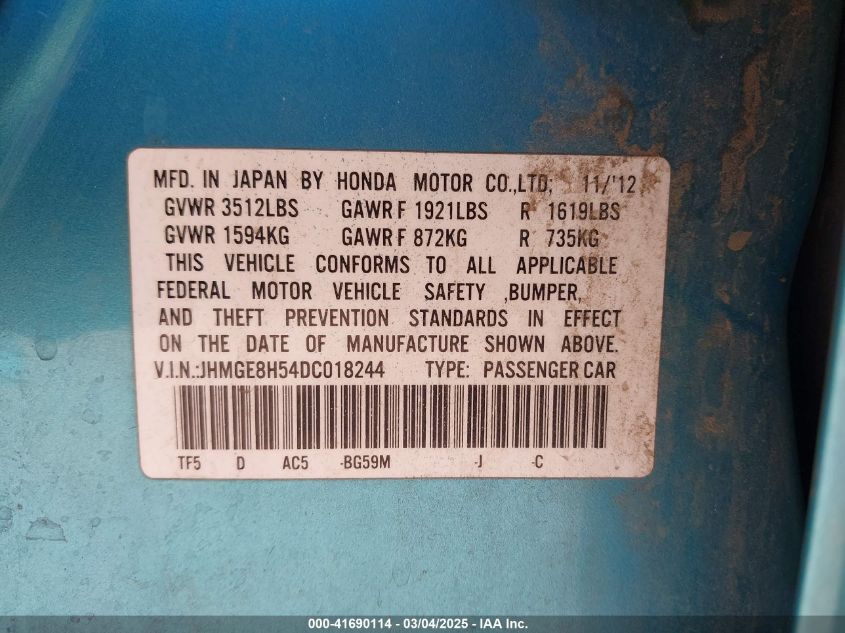 MFD. IN JAPAN BY HONDA MOTOR CO.,LTD; 11/'12
GVWR 3512LBS GAWR F 1921LBS R 1619LBS
GVWR 1594KG GAWR F 872KG R 735KG
THIS VEHICLE CONFORMS TO ALL APPLICABLE
FEDERAL MOTOR VEHICLE SAFETY ,BUMPER,
AND THEFT PREVENTION STANDARDS IN EFFECT
ON THE DATE OF MANUFACTURE SHOWN ABOVE.
V.I.N.:JHMGE8H54DC018244 TYPE: PASSENGER CAR
TF5 D AC5 -BG59M -J -C
000-41690114 - 03/04/2025 - IAA Inc.